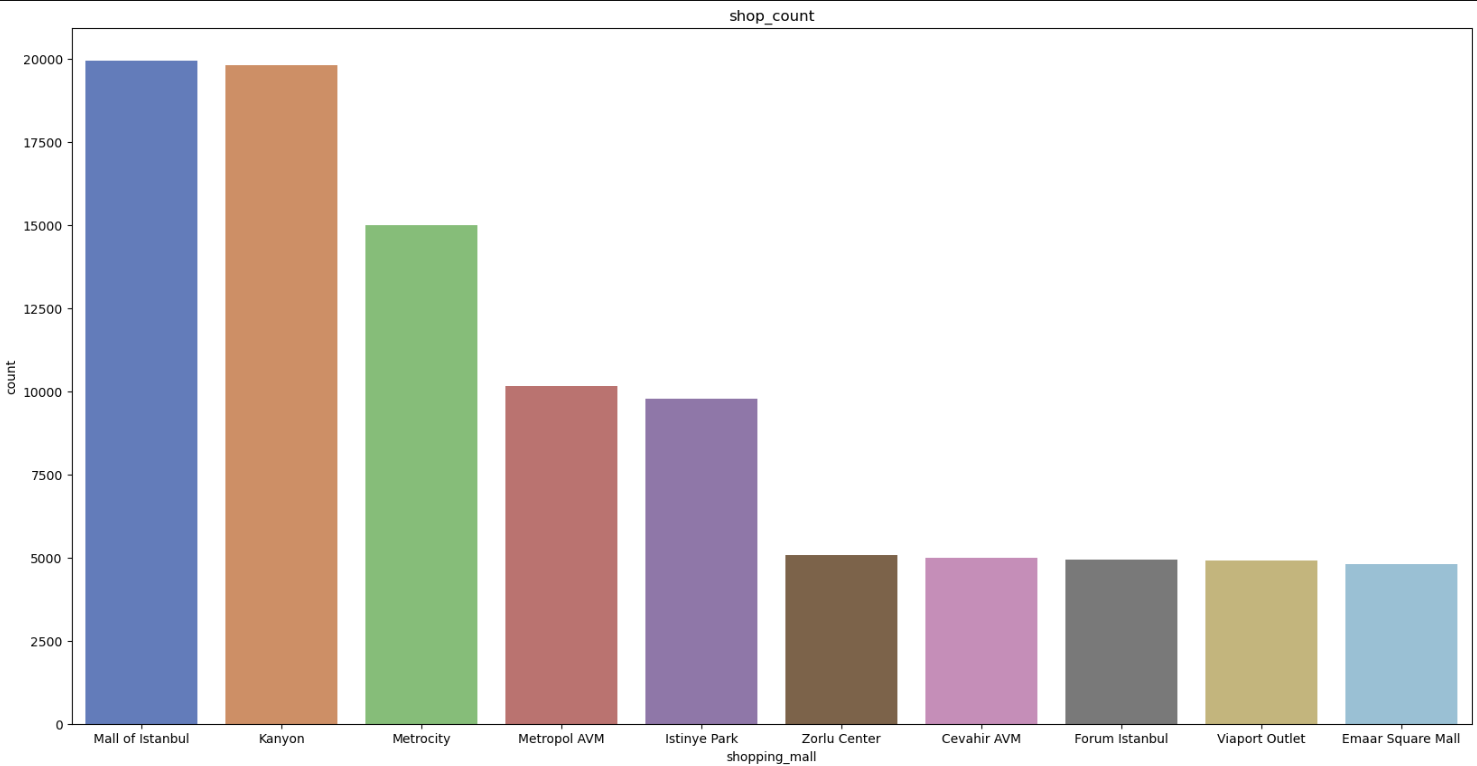 shop_count
20000
17500
15000
12500
10000
7500
5000
2500
0
count
Mall of Istanbul Kanyon Metrocity Metropol AVM Istinye Park Zorlu Center Cevahir AVM Forum Istanbul Viaport Outlet Emaar Square Mall
shopping_mall